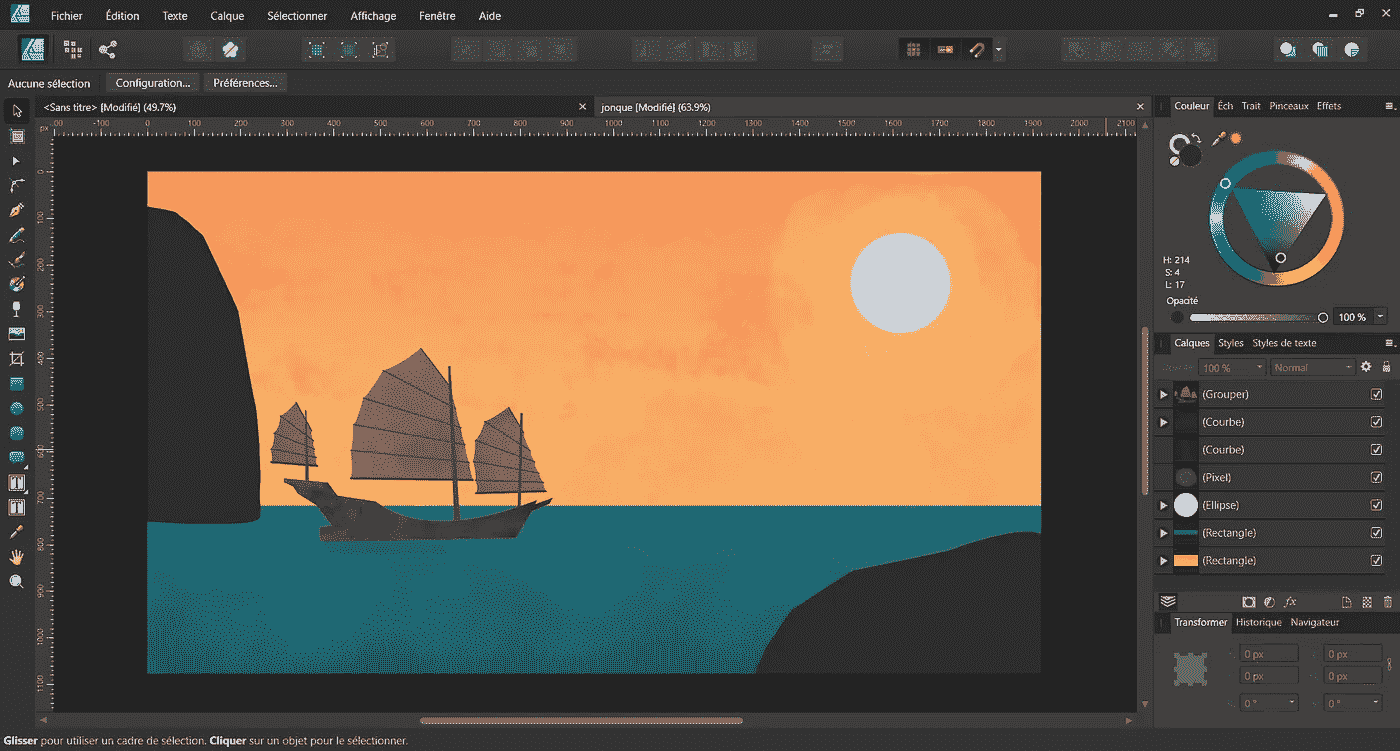 Fichier Édition Texte Calque Sélectionner Affichage Fenêtre Aide
Aucune sélection Configuration... Préférences...
<Sans titre> [Modifié] (49.7%) jonque [Modifié] (63.9%)
Couleur Éch Trait Pinceaux Effets
px -100 0 100 200 300 400 500 600 700 800 900 1000 1100 1200 1300 1400 1500 1600 1700 1800 1900 2000 2100
0
100
200
300
400
500
600
700
800
900
1000
1100
H: 214
S: 4
L: 17
Opacité
100 %
Calques Styles Styles de texte
100 % Normal
(Grouper)
(Courbe)
(Courbe)
(Pixel)
(Ellipse)
(Rectangle)
(Rectangle)
fx
Transformer Historique Navigateur
0 px 0 px
0 px 0 px
0 ° 0 °
Glisser pour utiliser un cadre de sélection. Cliquer sur un objet pour le sélectionner.